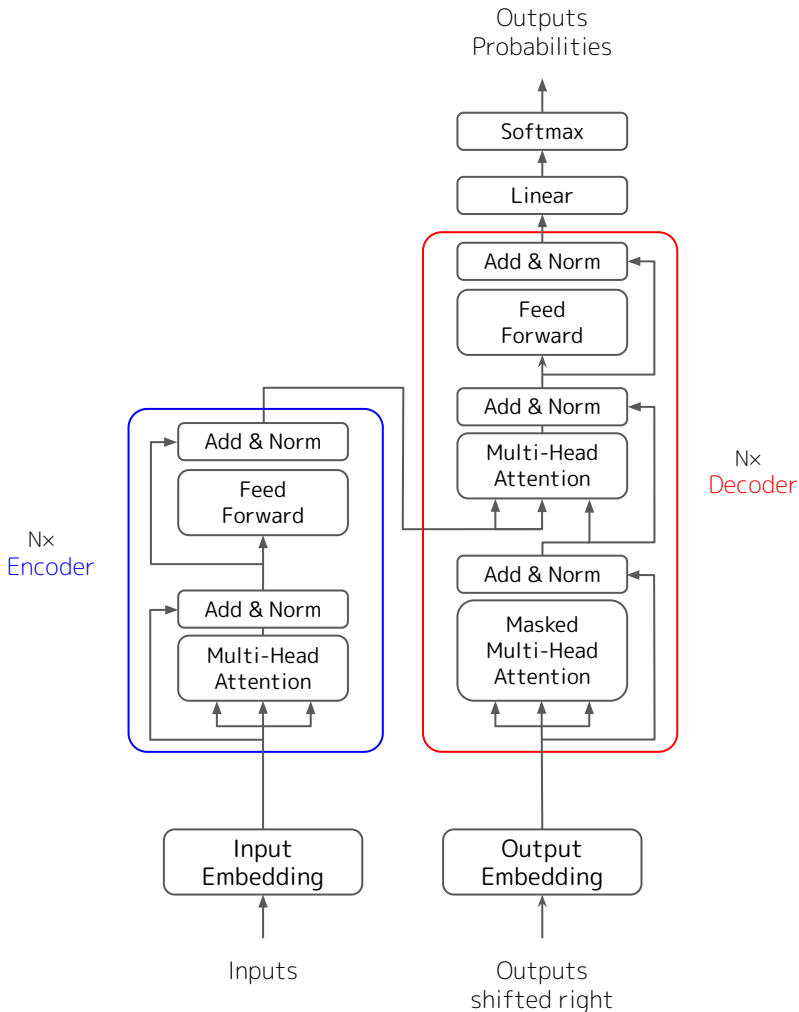 Outputs
Probabilities
Softmax
Linear
Add & Norm
Feed
Forward
Add & Norm
Multi-Head
Attention
Add & Norm
Masked
Multi-Head
Attention
N×
Decoder
Add & Norm
Feed
Forward
Add & Norm
Multi-Head
Attention
N×
Encoder
Input
Embedding
Output
Embedding
Inputs
Outputs
shifted right